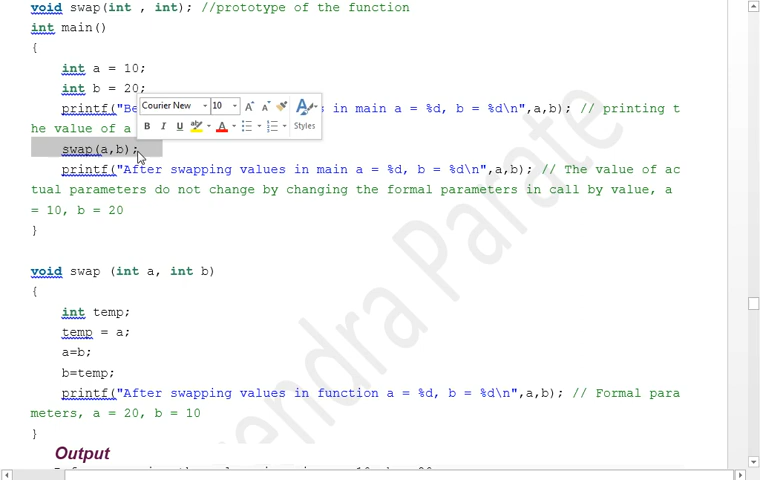 void swap(int , int); //prototype of the function
int main()
{
int a = 10;
int b = 20;
Courier New 10 A A A
printf("Be in main a = %d, b = %d\n",a,b); // printing t
B I U A Styles
he value of a
swap(a,b);
printf("After swapping values in main a = %d, b = %d\n",a,b); // The value of ac
tual parameters do not change by changing the formal parameters in call by value, a
= 10, b = 20
}
void swap (int a, int b)
{
int temp;
temp = a;
a=b;
b=temp;
printf("After swapping values in function a = %d, b = %d\n",a,b); // Formal para
meters, a = 20, b = 10
}
Output
endra Parate